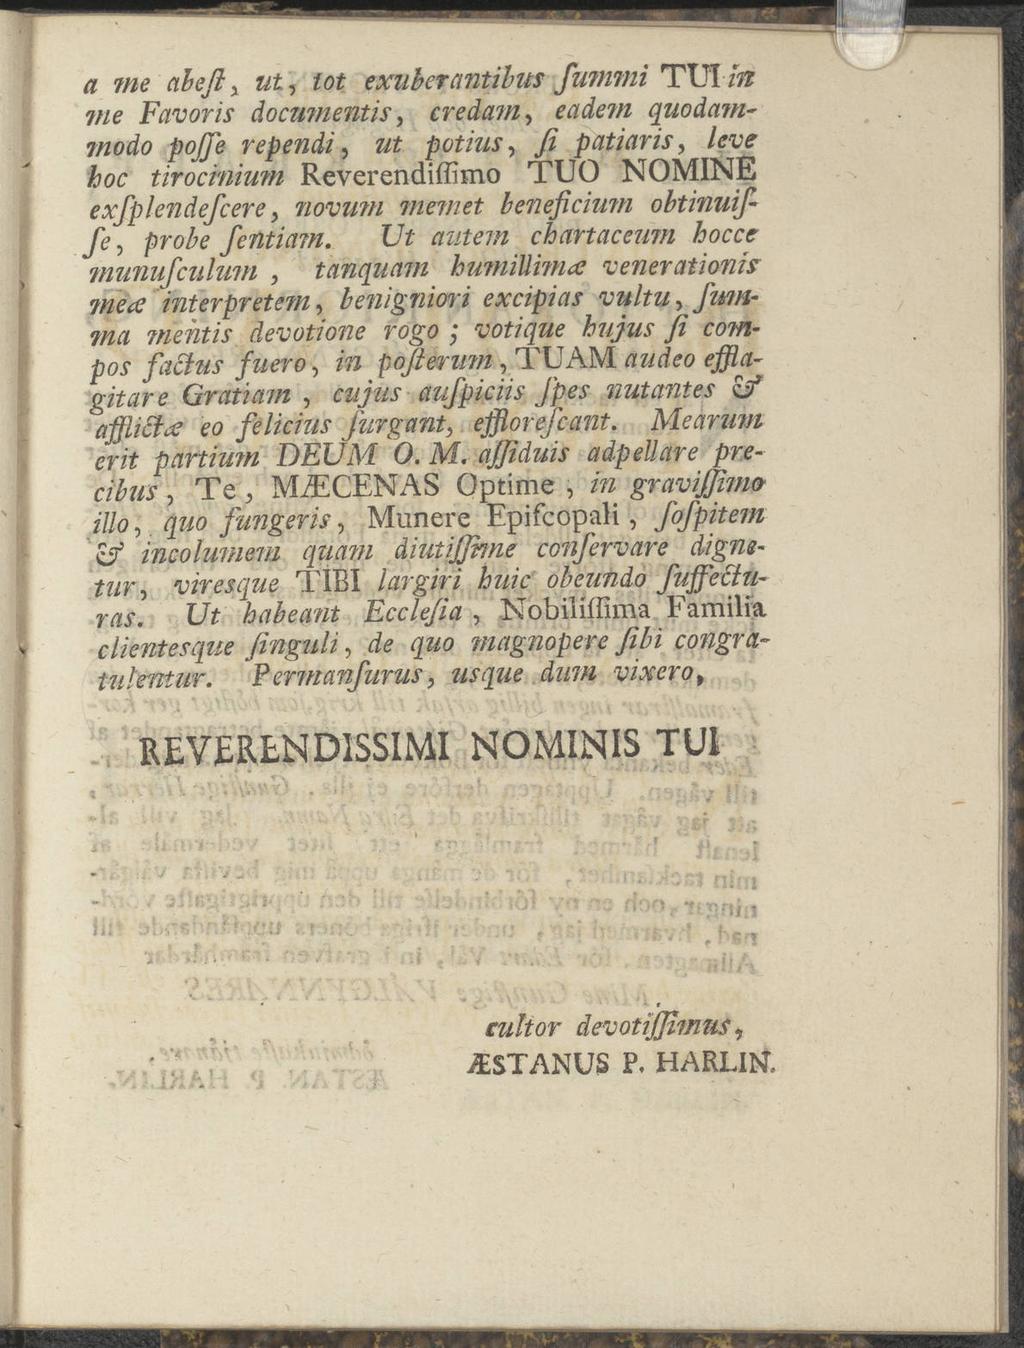 a me abeſt, ut, tot exuberantibus ſummi TUI in
me Favoris documentis, credam, eadem quodam-
modo poſſe rependi, ut potius, ſi patiaris, leve
hoc tirocinium Reverendiſſimo TUO NOMINE
exſplendeſcere, novum memet beneficium obtinuiſ-
ſe, probe ſentiam. Ut autem chartaceum hocce
munuſculum, tanquam humillimæ venerationis
meæ interpretem, benigniori excipias vultu, ſum-
ma mentis devotione rogo; votique hujus ſi com-
pos factus fuero, in poſterum, TUAM audeo effla-
gitare Gratiam, cujus auſpiciis ſpes nutantes &
afflictæ eo felicius ſurgant, effloreſcant. Mearum
erit partium DEUM O. M. aſſiduis adpellare pre-
cibus, Te, MÆCENAS Optime, in graviſſimo
illo, quo fungeris, Munere Epiſcopali, ſoſpitem
& incolumem quam diutiſſime conſervare digne-
tur, viresque TIBI largiri huic obeundo ſuffectu-
ras. Ut habeant Eccleſia, Nobiliſſima Familia
clientesque ſinguli, de quo magnopere ſibi congra-
tulentur. Permanſurus, usque dum vixero,
REVERENDISSIMI NOMINIS TUI
cultor devotiſſimus,
ÆSTANUS P. HARLIN.